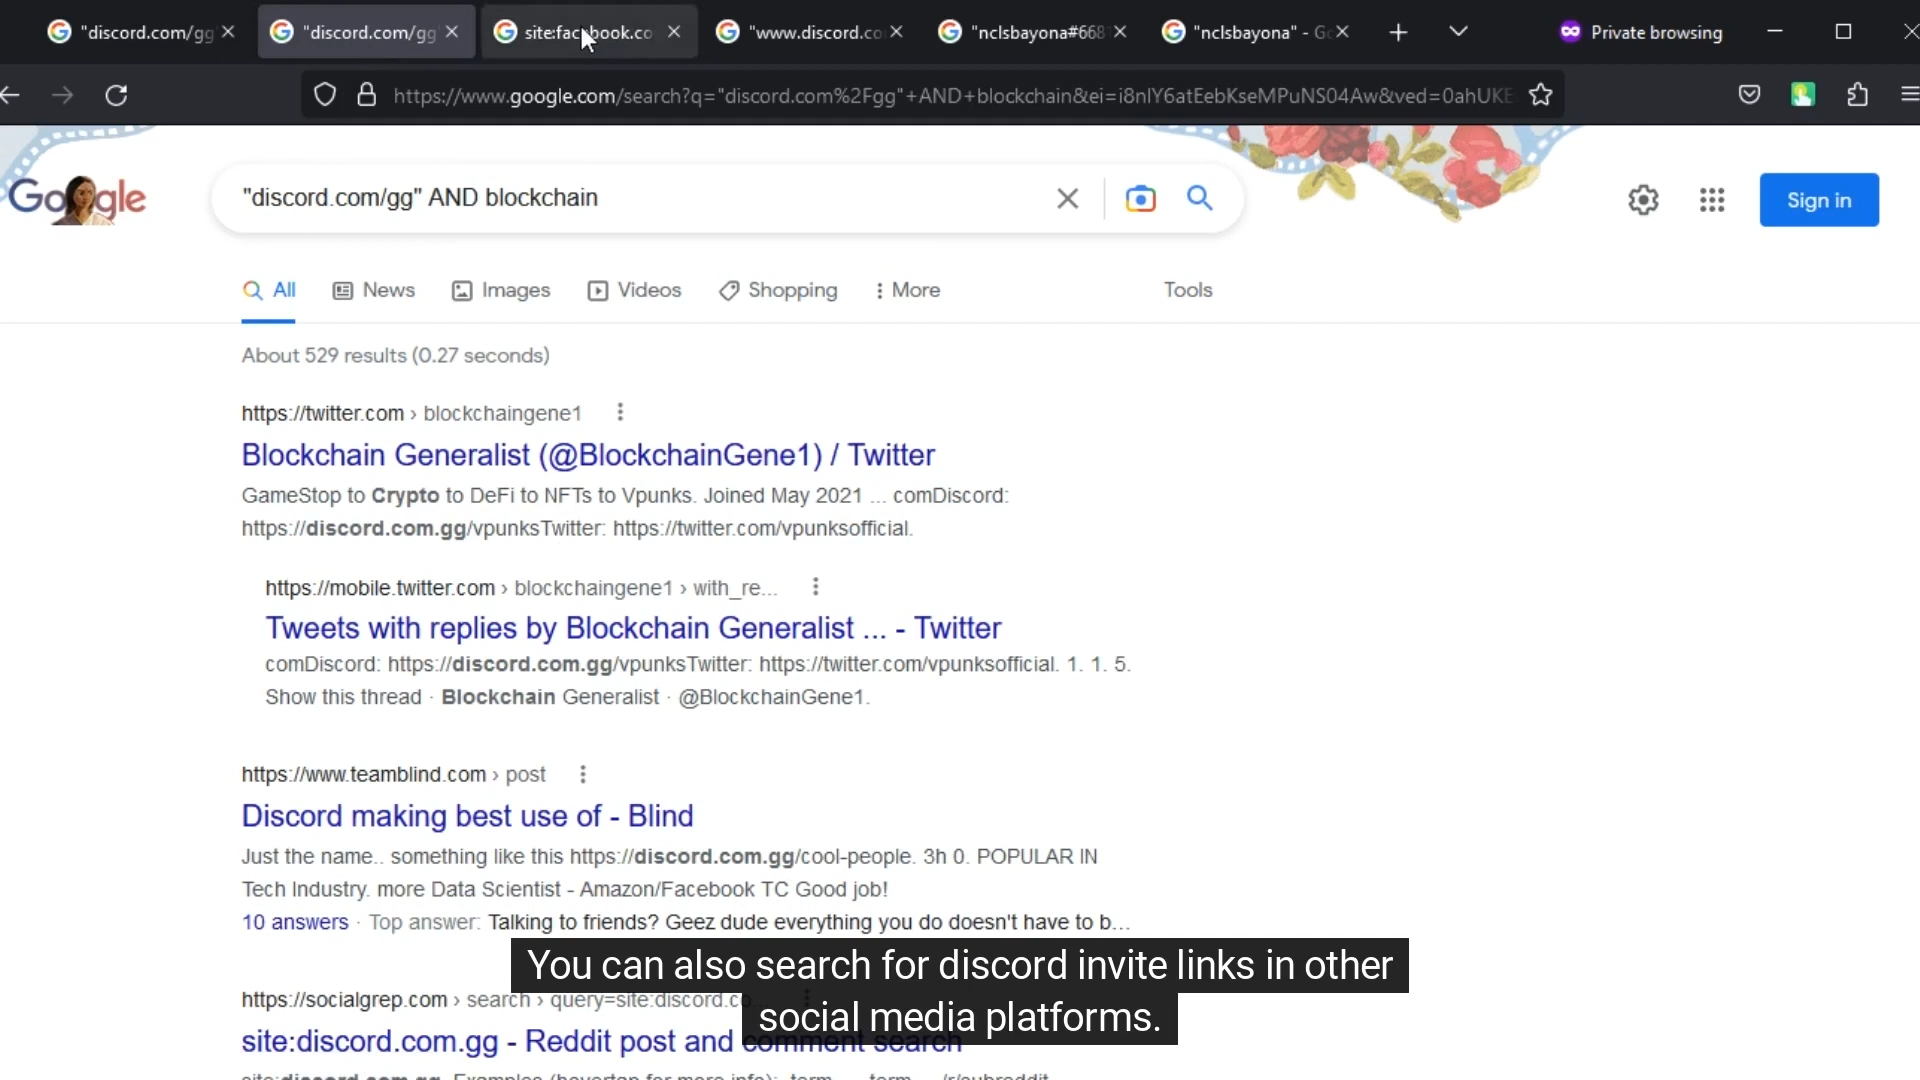 "discord.com/gg
"discord.com/gg
site:facebook.co
"www.discord.co
"nclsbayona#668
"nclsbayona" - Go
Private browsing
https://www.google.com/search?q="discord.com%2Fgg"+AND+blockchain&ei=i8nlY6atEebKseMPuNS04Aw&ved=0ahUKE
Google
"discord.com/gg" AND blockchain
Sign in
All News Images Videos Shopping More Tools
About 529 results (0.27 seconds)
https://twitter.com › blockchaingene1
Blockchain Generalist (@BlockchainGene1) / Twitter
GameStop to Crypto to DeFi to NFTs to Vpunks. Joined May 2021 ... comDiscord:
https://discord.com.gg/vpunksTwitter: https://twitter.com/vpunksofficial.
https://mobile.twitter.com › blockchaingene1 › with_re...
Tweets with replies by Blockchain Generalist ... - Twitter
comDiscord: https://discord.com.gg/vpunksTwitter: https://twitter.com/vpunksofficial. 1. 1. 5.
Show this thread · Blockchain Generalist · @BlockchainGene1.
https://www.teamblind.com › post
Discord making best use of - Blind
Just the name.. something like this https://discord.com.gg/cool-people. 3h 0. POPULAR IN
Tech Industry. more Data Scientist - Amazon/Facebook TC Good job!
10 answers · Top answer: Talking to friends? Geez dude everything you do doesn't have to b...
You can also search for discord invite links in other
social media platforms.
https://socialgrep.com › search › query=site:discord.co...
site:discord.com.gg - Reddit post and comment search